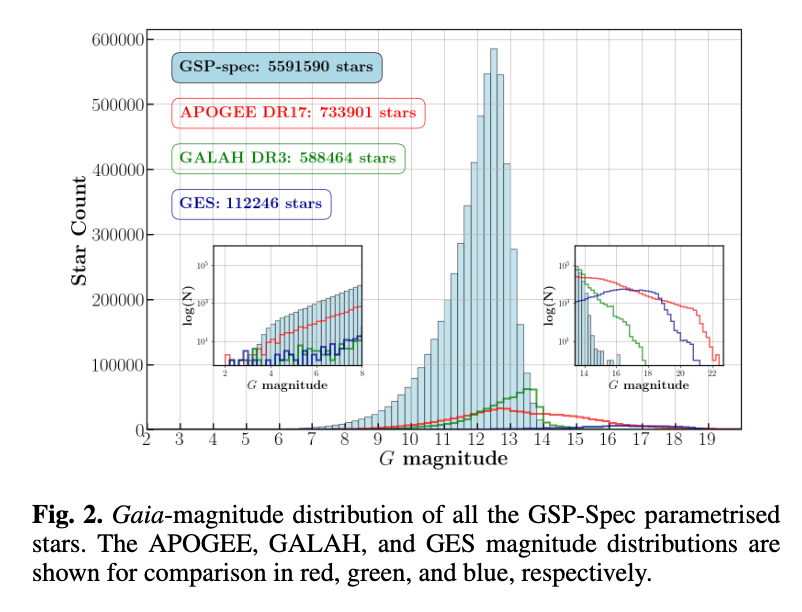 600000
500000
400000
300000
200000
100000
0
Star Count
GSP-spec: 5591590 stars
APOGEE DR17: 733901 stars
GALAH DR3: 588464 stars
GES: 112246 stars
log(N)
10⁵
10³
10¹
2 4 6 8
G magnitude
log(N)
10⁵
10³
10¹
14 16 18 20 22
G magnitude
2 3 4 5 6 7 8 9 10 11 12 13 14 15 16 17 18 19
G magnitude
Fig. 2. Gaia-magnitude distribution of all the GSP-Spec parametrised
stars. The APOGEE, GALAH, and GES magnitude distributions are
shown for comparison in red, green, and blue, respectively.